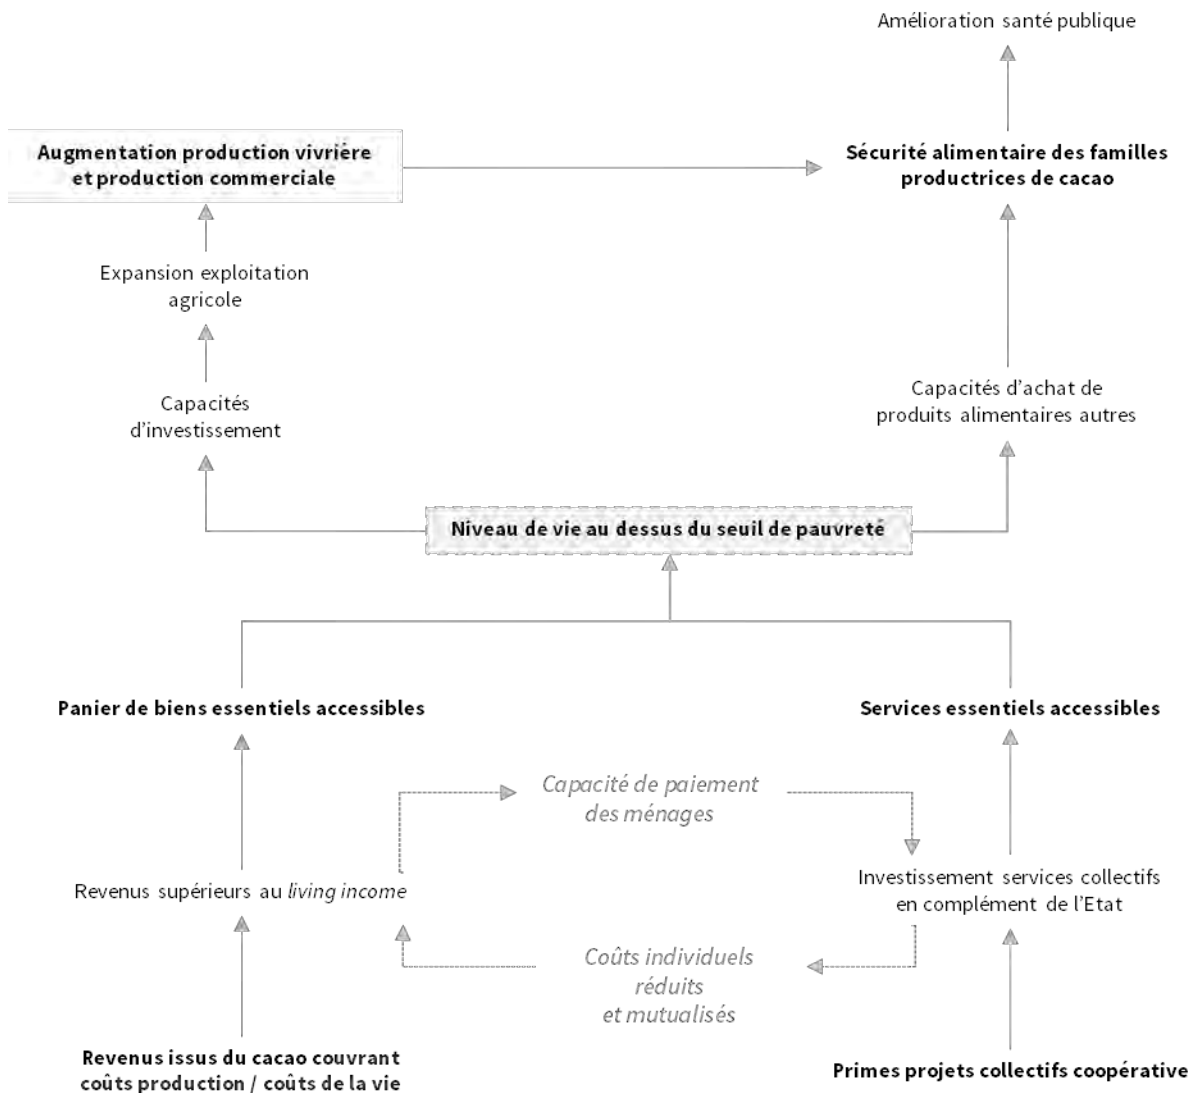 Amélioration santé publique
Augmentation production vivrière
et production commerciale
Sécurité alimentaire des familles
productrices de cacao
Expansion exploitation
agricole
Capacités
d'investissement
Capacités d'achat de
produits alimentaires autres
Niveau de vie au dessus du seuil de pauvreté
Panier de biens essentiels accessibles
Services essentiels accessibles
Capacité de paiement
des ménages
Revenus supérieurs au living income
Investissement services collectifs
en complément de l'Etat
Coûts individuels
réduits
et mutualisés
Revenus issus du cacao couvrant
coûts production / coûts de la vie
Primes projets collectifs coopérative